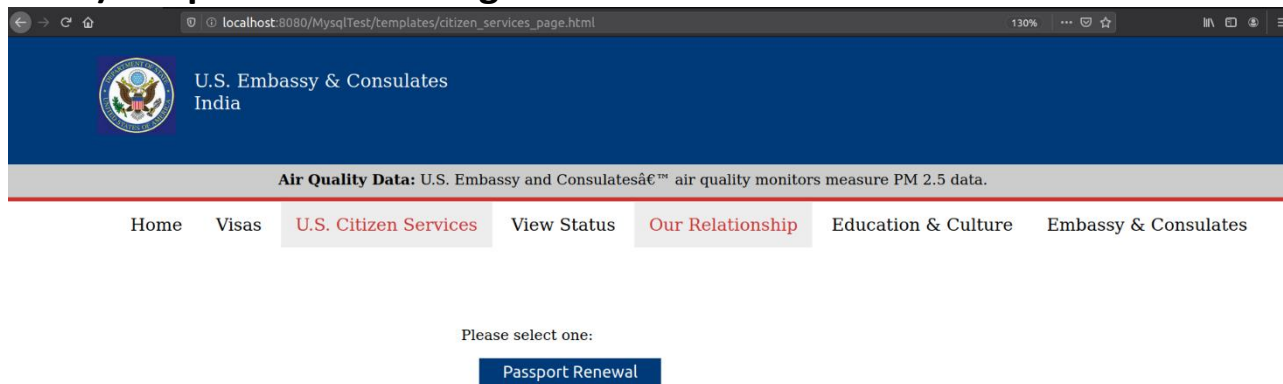 localhost:8080/MysqlTest/templates/citizen_services_page.html 130%
U.S. Embassy & Consulates
India
Air Quality Data: U.S. Embassy and Consulatesâ€™ air quality monitors measure PM 2.5 data.
Home Visas U.S. Citizen Services View Status Our Relationship Education & Culture Embassy & Consulates
Please select one:
Passport Renewal